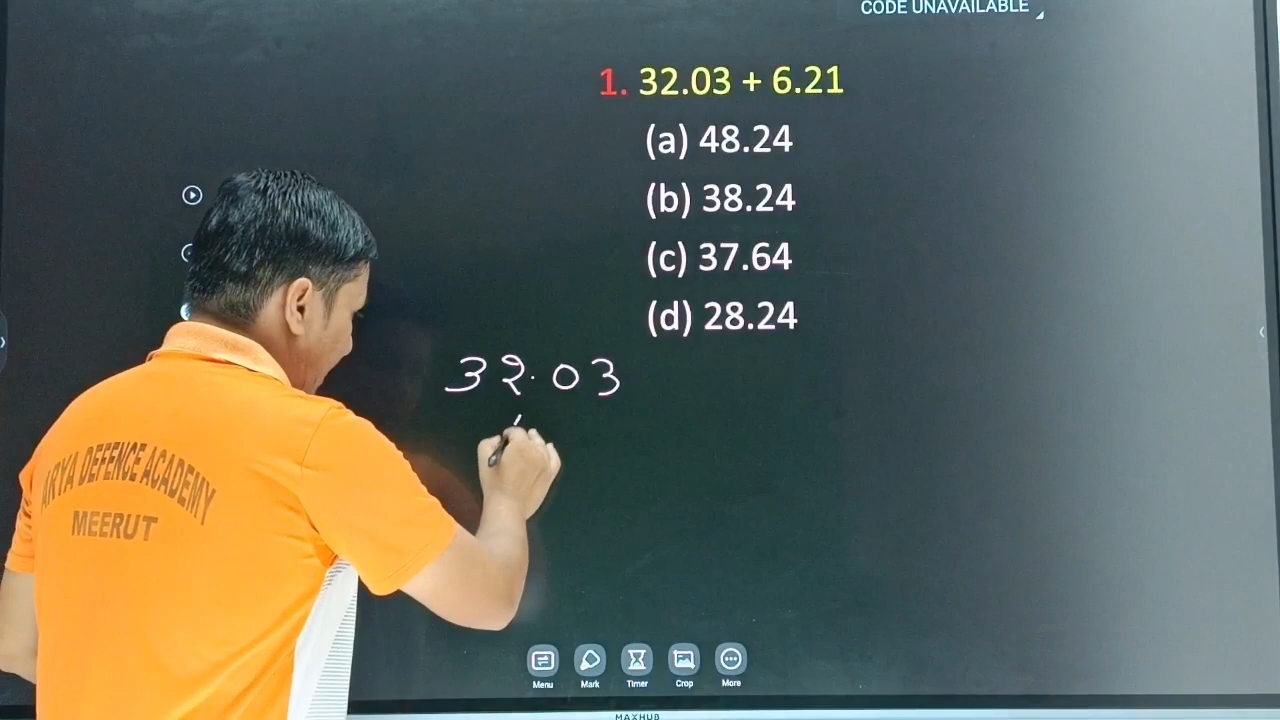 CODE UNAVAILABLE
1. 32.03 + 6.21
(a) 48.24
(b) 38.24
(c) 37.64
(d) 28.24
32.03
ARYA DEFENCE ACADEMY
MEERUT
Menu Mark Timer Crop More
MAXHUB